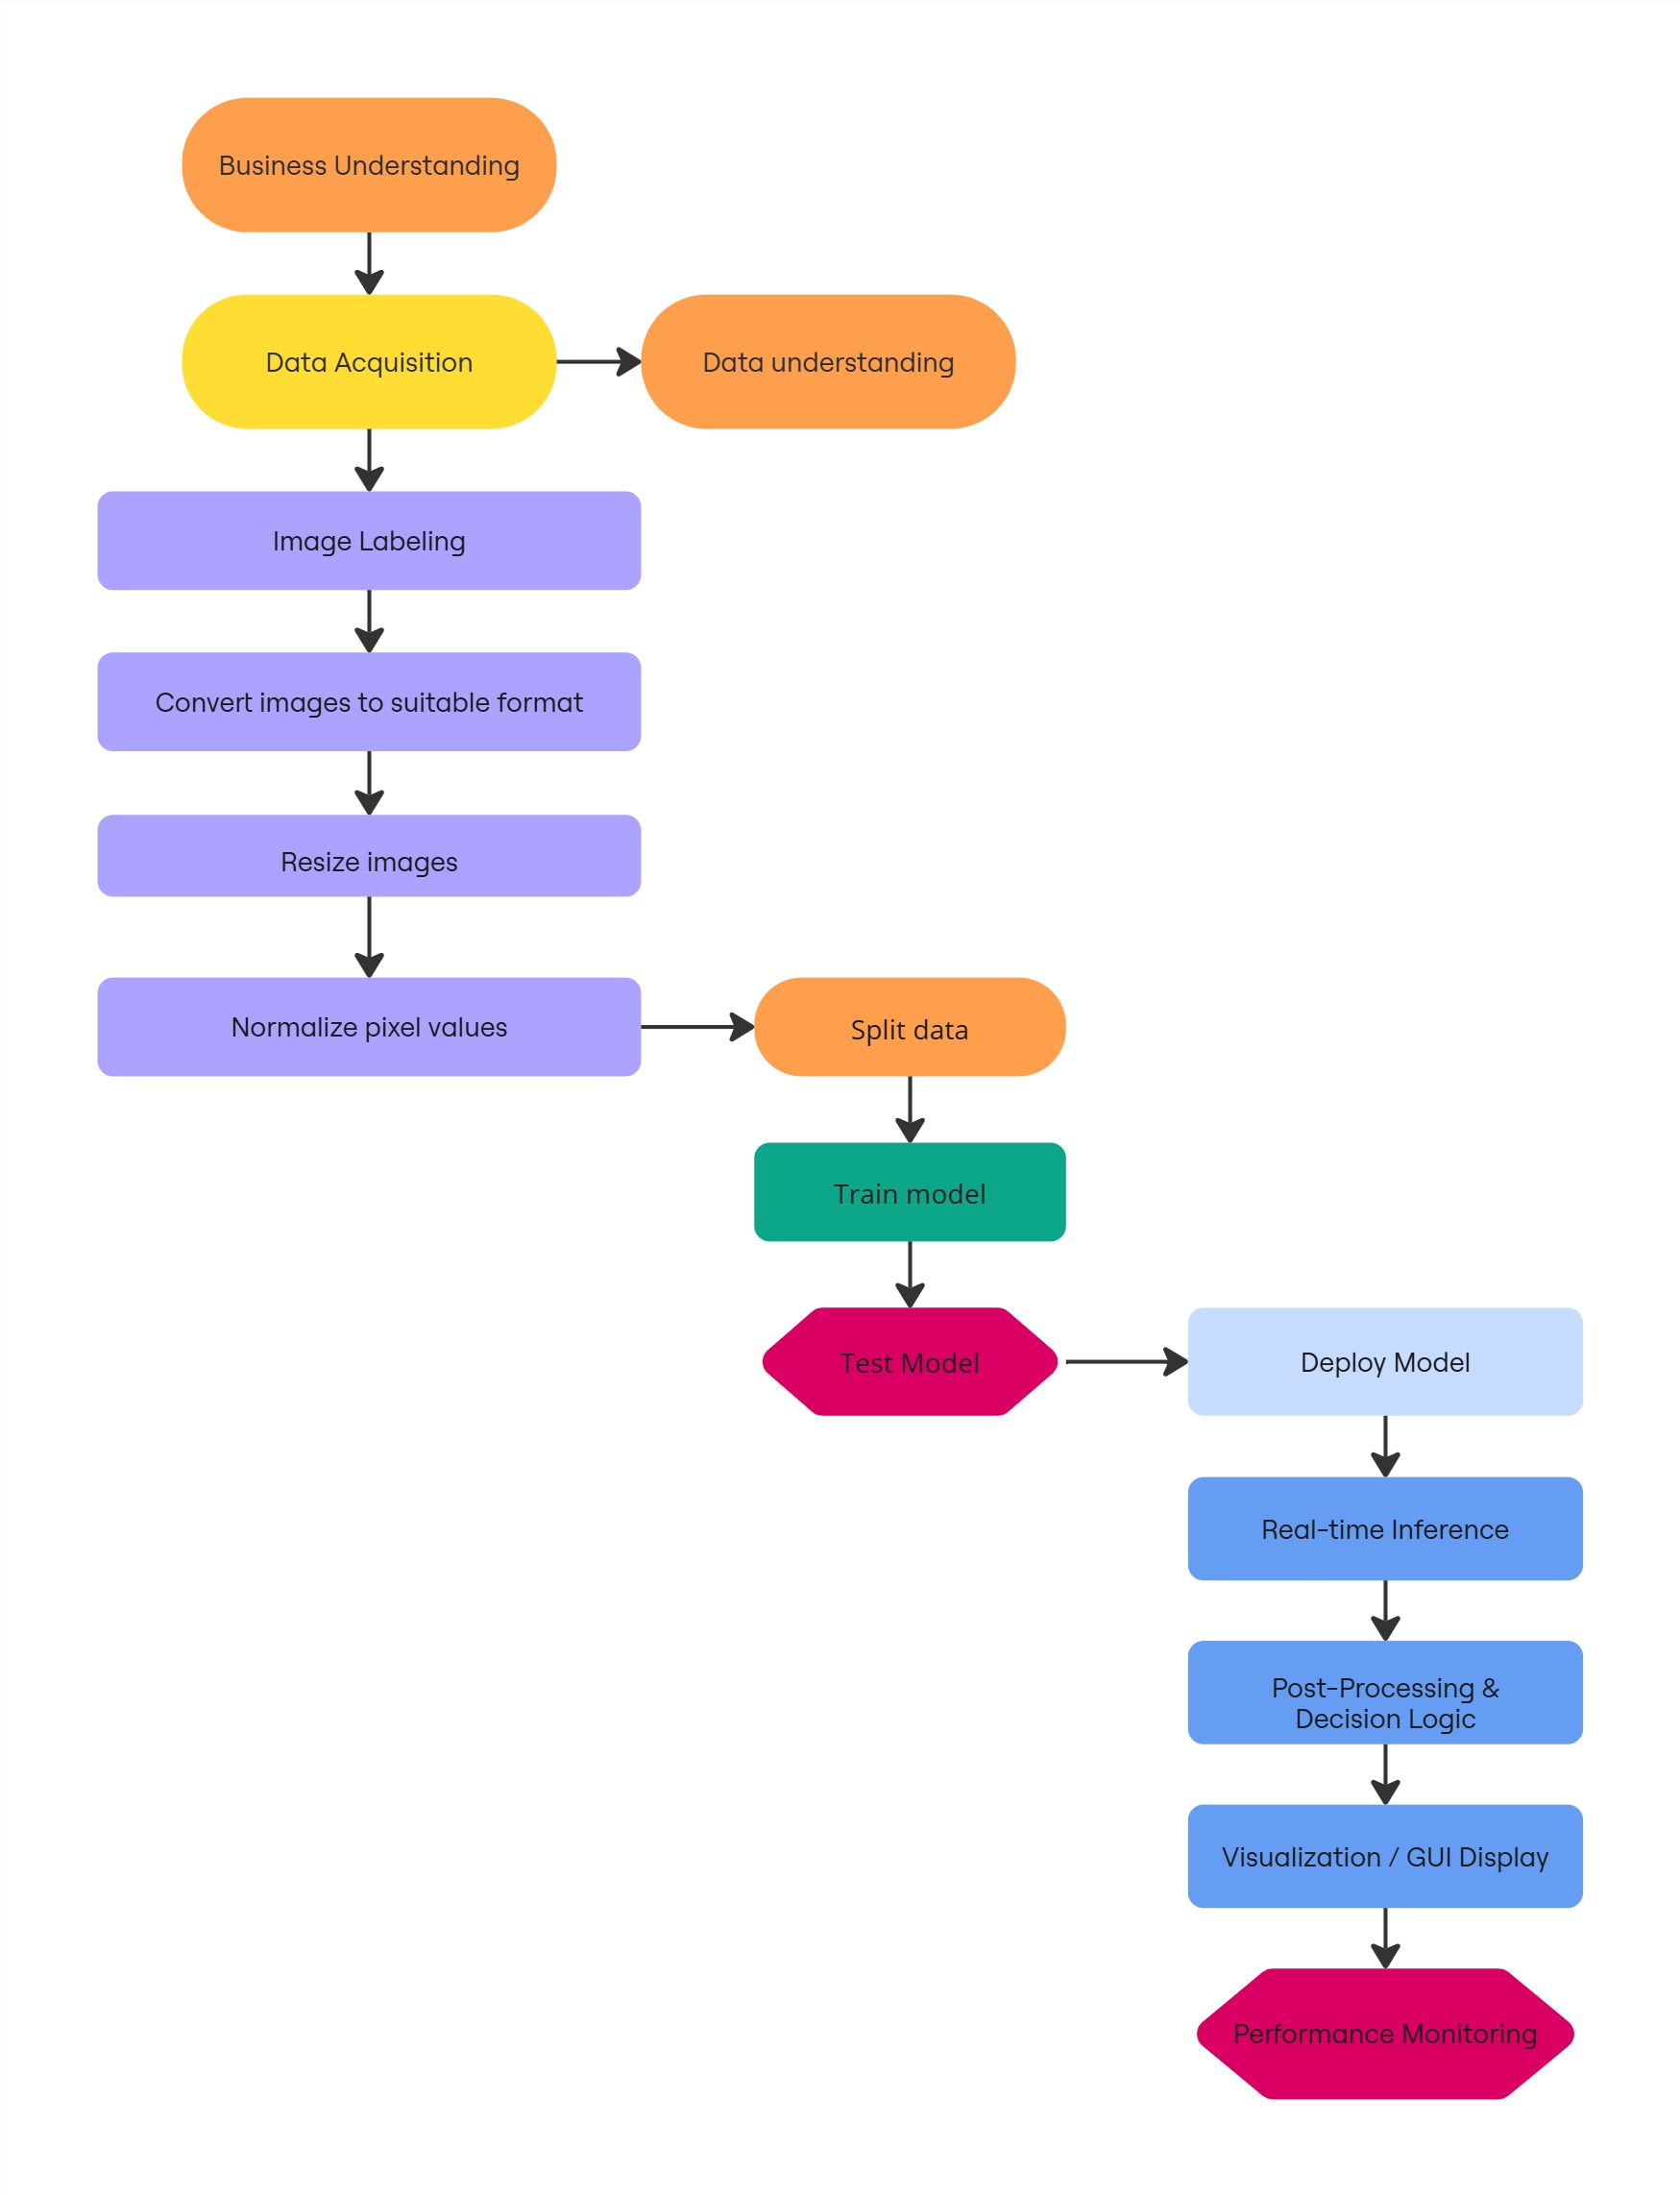 Business Understanding
Data Acquisition
Data understanding
Image Labeling
Convert images to suitable format
Resize images
Normalize pixel values
Split data
Train model
Test Model
Deploy Model
Real-time Inference
Post-Processing &
Decision Logic
Visualization / GUI Display
Performance Monitoring